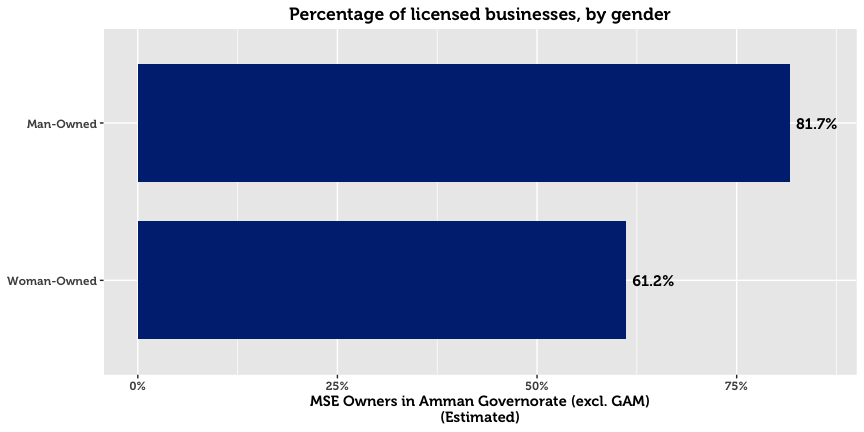 Percentage of licensed businesses, by gender
Man-Owned
81.7%
Woman-Owned
61.2%
0%
25%
50%
75%
MSE Owners in Amman Governorate (excl. GAM)
(Estimated)